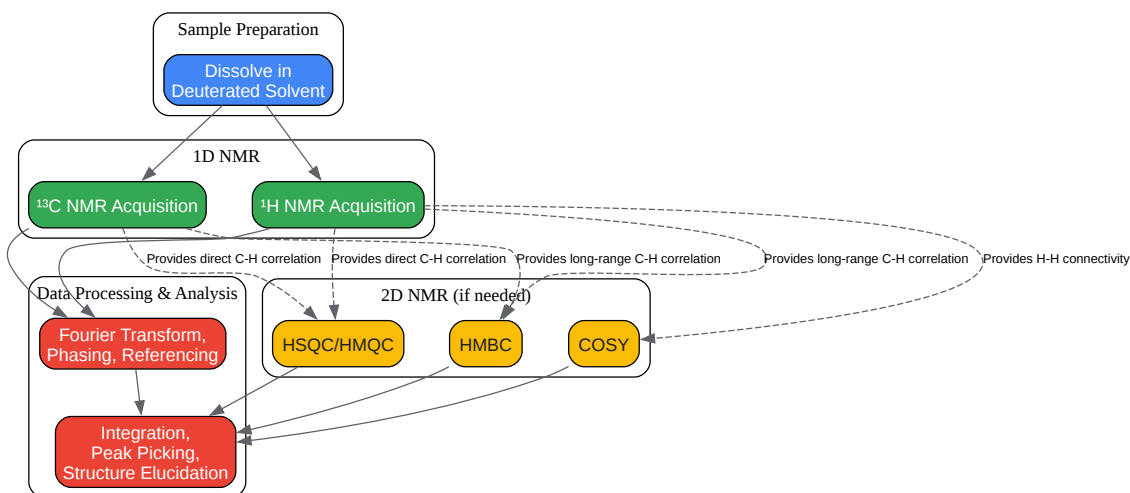 Sample Preparation
Dissolve in
Deuterated Solvent
1D NMR
¹³C NMR Acquisition
¹H NMR Acquisition
Provides direct C-H correlation
Provides direct C-H correlation
Provides long-range C-H correlation
Provides long-range C-H correlation
Provides H-H connectivity
Data Processing & Analysis
2D NMR (if needed)
Fourier Transform,
Phasing, Referencing
HSQC/HMQC
HMBC
COSY
Integration,
Peak Picking,
Structure Elucidation